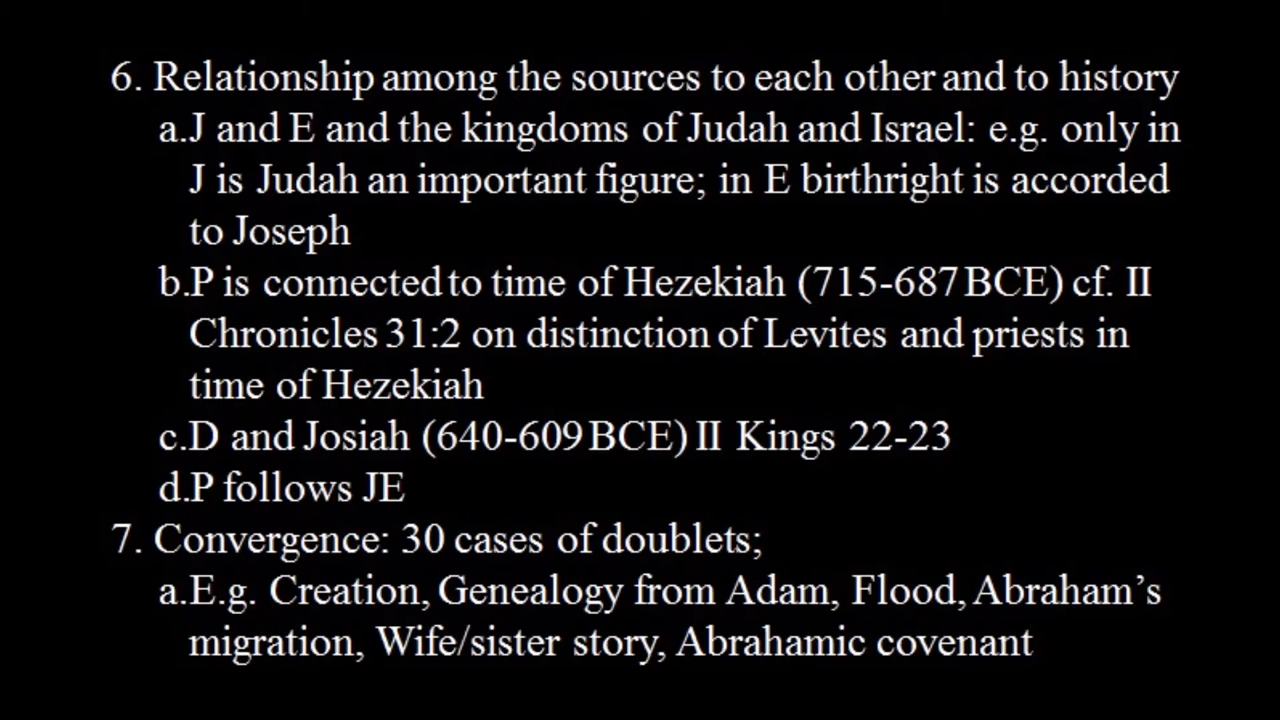 6. Relationship among the sources to each other and to history
a.J and E and the kingdoms of Judah and Israel: e.g. only in
J is Judah an important figure; in E birthright is accorded
to Joseph
b.P is connected to time of Hezekiah (715-687 BCE) cf. II
Chronicles 31:2 on distinction of Levites and priests in
time of Hezekiah
c.D and Josiah (640-609 BCE) II Kings 22-23
d.P follows JE
7. Convergence: 30 cases of doublets;
a.E.g. Creation, Genealogy from Adam, Flood, Abraham’s
migration, Wife/sister story, Abrahamic covenant